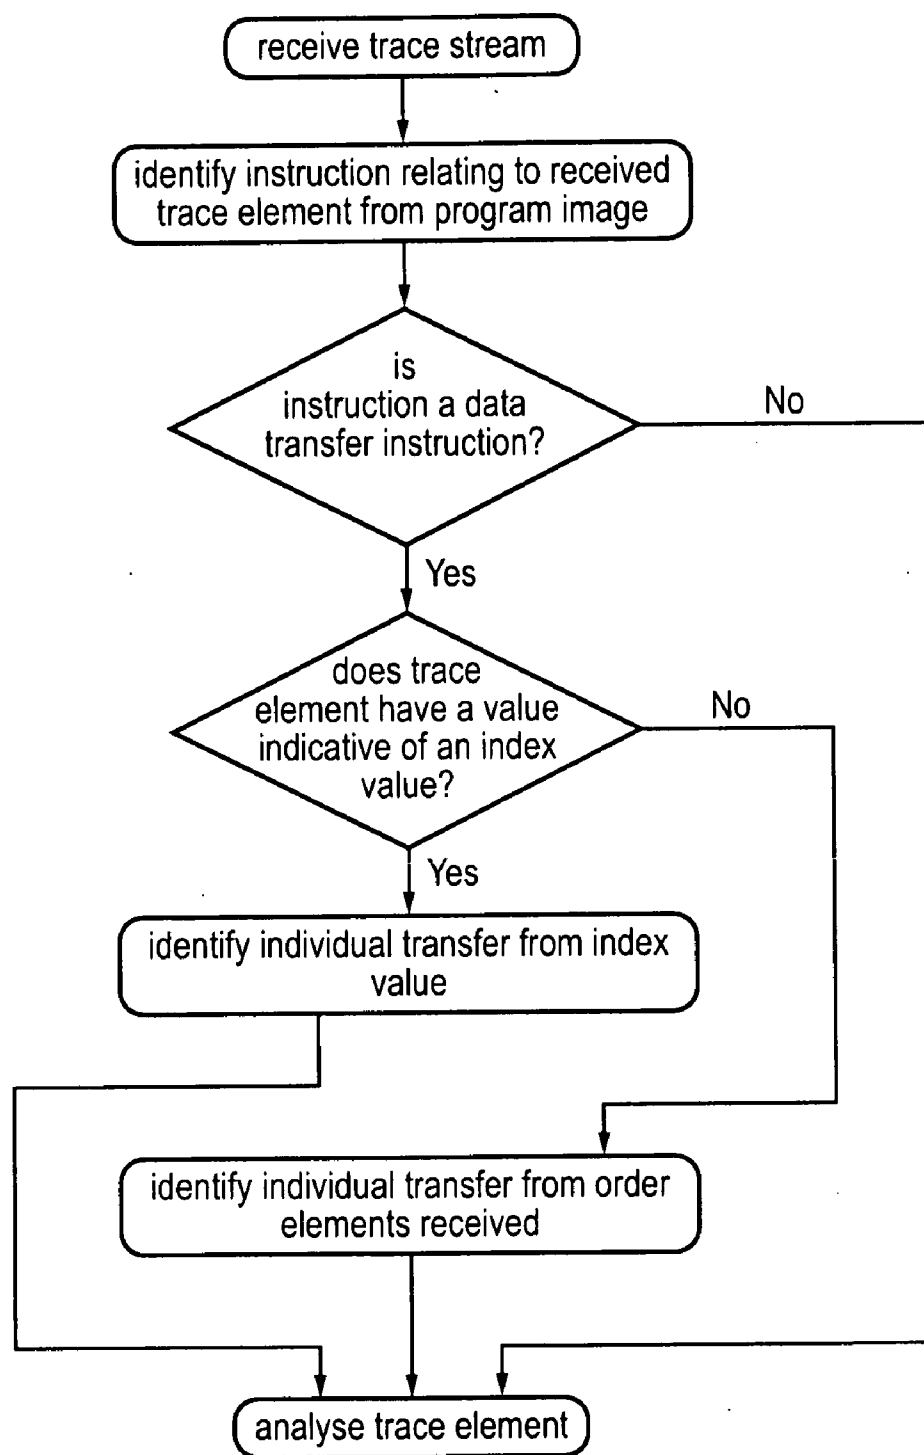 receive trace stream
identify instruction relating to received
trace element from program image
is
instruction a data
transfer instruction?
No
Yes
does trace
element have a value
indicative of an index
value?
No
Yes
identify individual transfer from index
value
identify individual transfer from order
elements received
analyse trace element